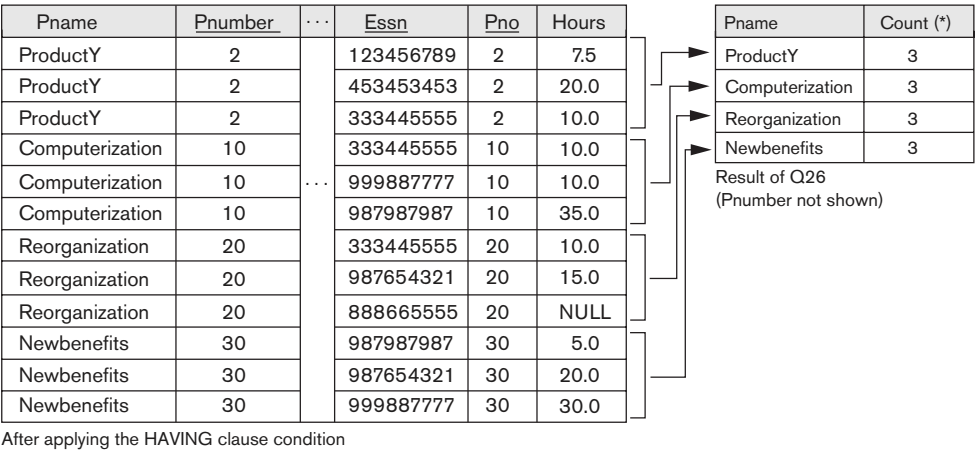 Pname Pnumber ... Essn Pno Hours
ProductY 2 123456789 2 7.5
ProductY 2 453453453 2 20.0
ProductY 2 333445555 2 10.0
Computerization 10 333445555 10 10.0
Computerization 10 ... 999887777 10 10.0
Computerization 10 987987987 10 35.0
Reorganization 20 333445555 20 10.0
Reorganization 20 987654321 20 15.0
Reorganization 20 888665555 20 NULL
Newbenefits 30 987987987 30 5.0
Newbenefits 30 987654321 30 20.0
Newbenefits 30 999887777 30 30.0
After applying the HAVING clause condition
Pname Count (*)
ProductY 3
Computerization 3
Reorganization 3
Newbenefits 3
Result of Q26
(Pnumber not shown)